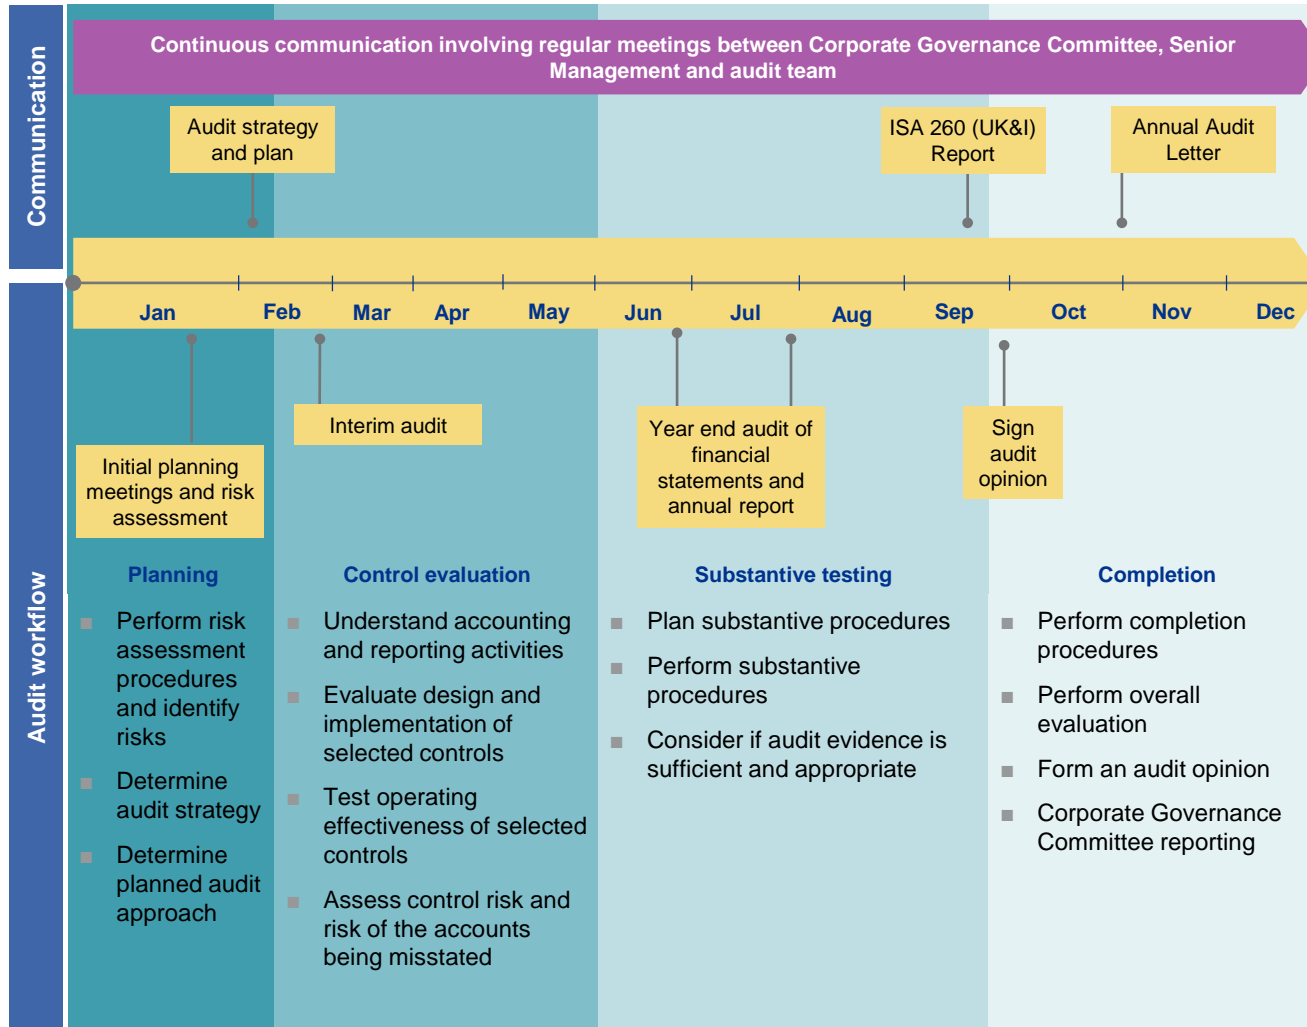 Communication
Continuous communication involving regular meetings between Corporate Governance Committee, Senior
Management and audit team
Audit strategy
and plan
ISA 260 (UK&I)
Report
Annual Audit
Letter
Jan Feb Mar Apr May Jun Jul Aug Sep Oct Nov Dec
Audit workflow
Initial planning
meetings and risk
assessment
Interim audit
Year end audit of
financial
statements and
annual report
Sign
audit
opinion
Planning
Perform risk
assessment
procedures
and identify
risks
Determine
audit strategy
Determine
planned audit
approach
Control evaluation
Understand accounting
and reporting activities
Evaluate design and
implementation of
selected controls
Test operating
effectiveness of selected
controls
Assess control risk and
risk of the accounts
being misstated
Substantive testing
Plan substantive procedures
Perform substantive
procedures
Consider if audit evidence is
sufficient and appropriate
Completion
Perform completion
procedures
Perform overall
evaluation
Form an audit opinion
Corporate Governance
Committee reporting